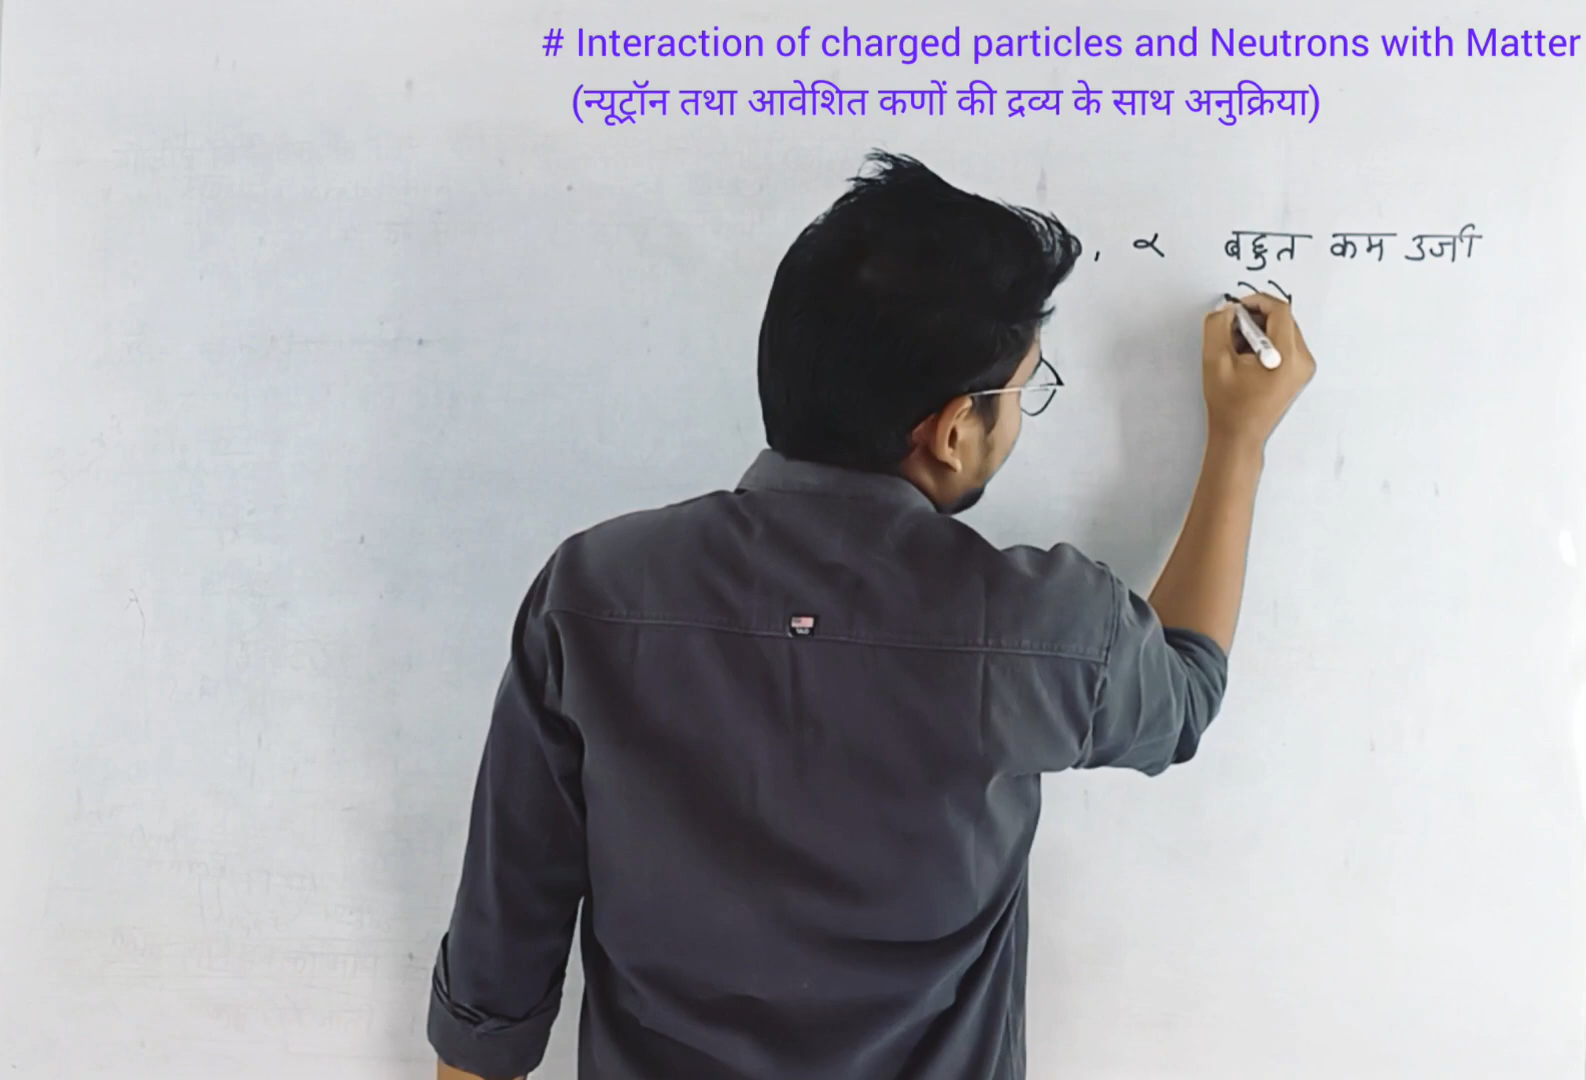 # Interaction of charged particles and Neutrons with Matter
(न्यूट्रॉन तथा आवेशित कणों की द्रव्य के साथ अनुक्रिया)
, α बहुत कम उर्जा